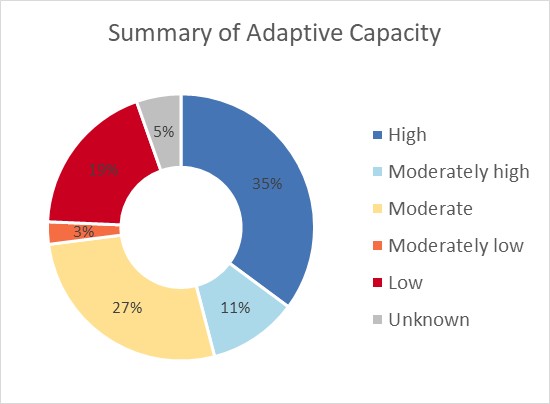 Summary of Adaptive Capacity
5%
35%
19%
3%
27%
11%
High
Moderately high
Moderate
Moderately low
Low
Unknown